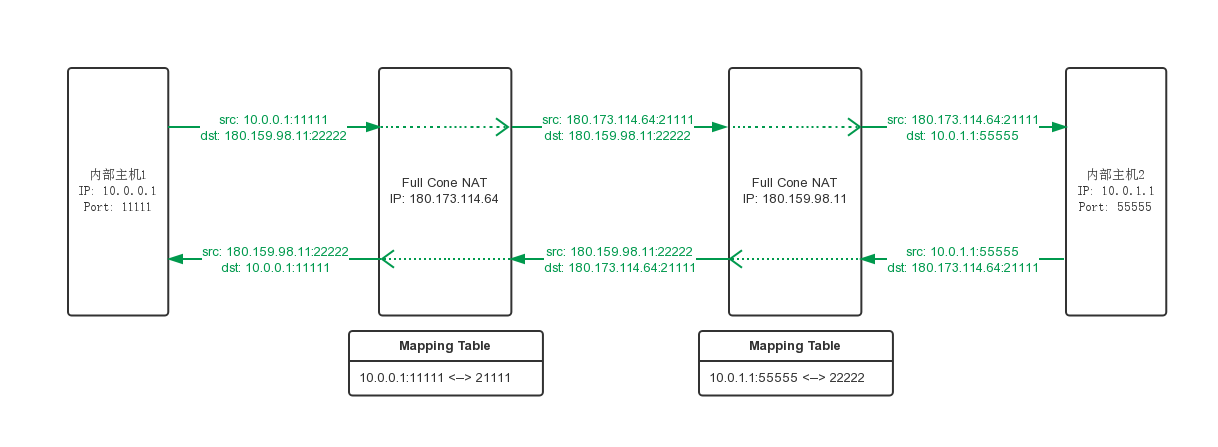 src: 10.0.0.1:11111
dst: 180.159.98.11:22222
src: 180.173.114.64:21111
dst: 180.159.98.11:22222
src: 180.173.114.64:21111
dst: 10.0.1.1:55555
内部主机1
IP: 10.0.0.1
Port: 11111
Full Cone NAT
IP: 180.173.114.64
Full Cone NAT
IP: 180.159.98.11
内部主机2
IP: 10.0.1.1
Port: 55555
src: 180.159.98.11:22222
dst: 10.0.0.1:11111
src: 180.159.98.11:22222
dst: 180.173.114.64:21111
src: 10.0.1.1:55555
dst: 180.173.114.64:21111
Mapping Table
10.0.0.1:11111 <--> 21111
Mapping Table
10.0.1.1:55555 <--> 22222